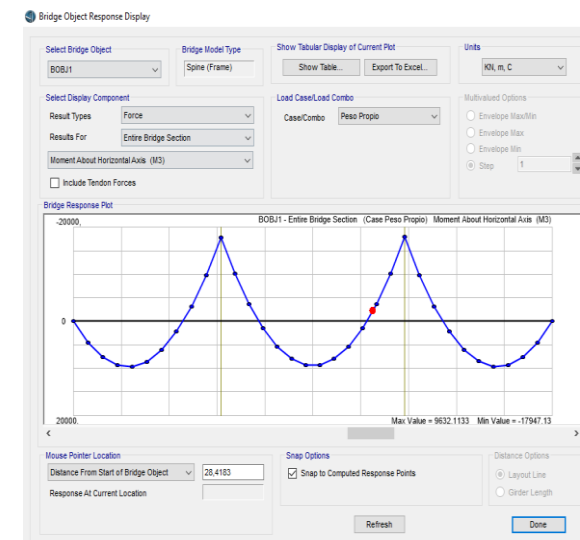 Bridge Object Response Display
Select Bridge Object
BOBJ1
Bridge Model Type
Spine (Frame)
Show Tabular Display of Current Plot
Show Table...
Export To Excel...
Units
KN, m, C
Select Display Component
Result Types
Force
Results For
Entire Bridge Section
Moment About Horizontal Axis (M3)
Include Tendon Forces
Load Case/Load Combo
Case/Combo
Peso Propio
Multivalued Options
Envelope Max/Min
Envelope Max
Envelope Min
Step
1
Bridge Response Plot
-20000,
BOBJ1 - Entire Bridge Section (Case Peso Propio) Moment About Horizontal Axis (M3)
0
20000,
Max Value = 9632.1133 Min Value = -17947.13
Mouse Pointer Location
Distance From Start of Bridge Object
28,4183
Response At Current Location
Snap Options
Snap to Computed Response Points
Distance Options
Layout Line
Girder Length
Refresh
Done